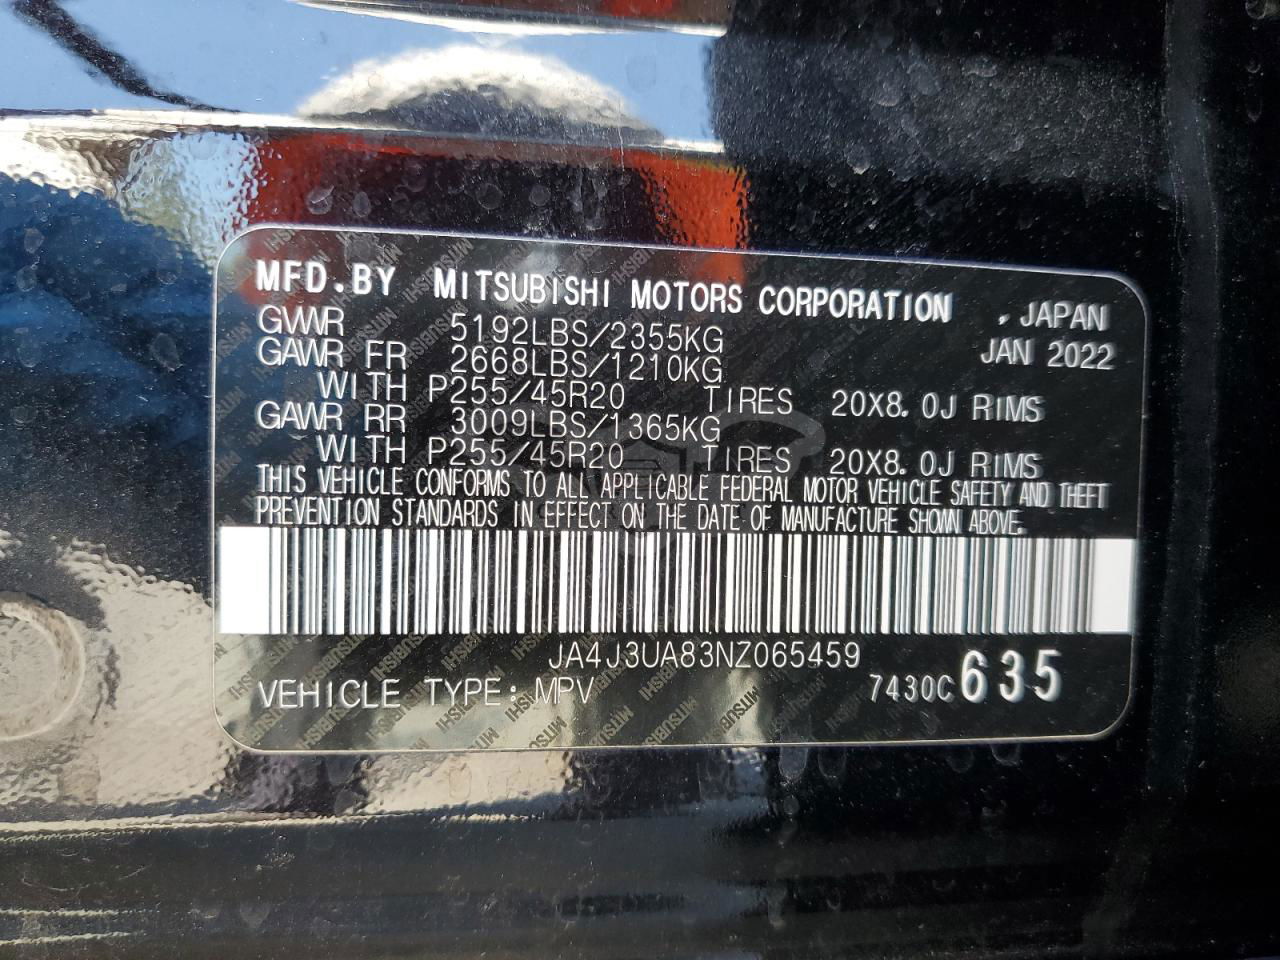 MFD.BY MITSUBISHI MOTORS CORPORATION , JAPAN
GVWR 5192LBS/2355KG JAN 2022
GAWR FR 2668LBS/1210KG
WITH P255/45R20 TIRES 20X8.0J RIMS
GAWR RR 3009LBS/1365KG
WITH P255/45R20 TIRES 20X8.0J RIMS
THIS VEHICLE CONFORMS TO ALL APPLICABLE FEDERAL MOTOR VEHICLE SAFETY AND THEFT
PREVENTION STANDARDS IN EFFECT ON THE DATE OF MANUFACTURE SHOWN ABOVE.
JA4J3UA83NZ065459
VEHICLE TYPE: MPV 7430C 635